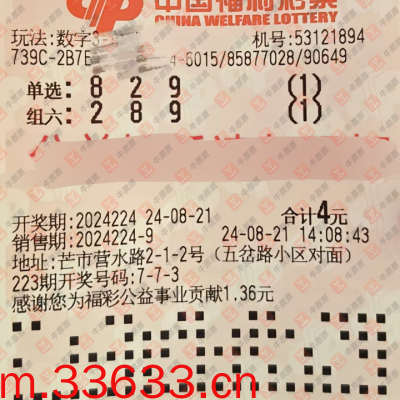 中国福利彩票
CHINA WELFARE LOTTERY
玩法:数字3
机号:53121894
739C-2B7E 4-6015/85877028/90649
单选: 8 2 9 (1)
组六: 2 8 9 (1)
开奖期:2024224 24-08-21 合计4元
销售期:2024224-9 24-08-21 14:08:43
地址:芒市营水路2-1-2号（五岔路小区对面）
223期开奖号码:7-7-3
感谢您为福彩公益事业贡献1.36元
m.33633.cn